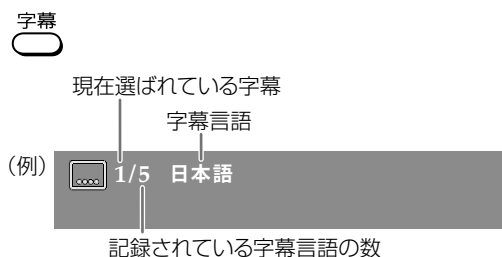 字幕
現在選ばれている字幕
字幕言語
(例)
1/5 日本語
記録されている字幕言語の数